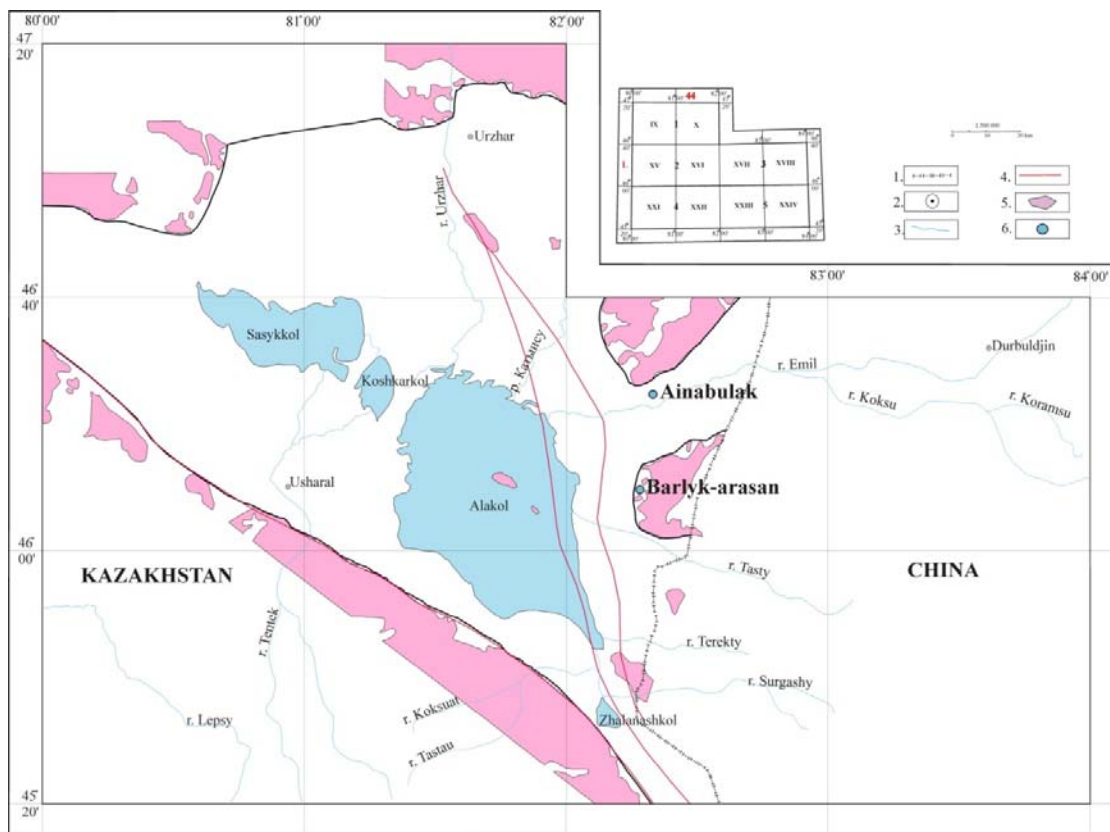 80°00'
81°00'
82°00'
47°
20'
44
IX
1
X
XV
2
XVI
XVII
3
XVIII
XXI
4
XXII
XXIII
5
XXIV
1.
2.
3.
4.
5.
6.
Urzhar
r. Urzhar
46°
40'
83°00'
84°00'
Sasykkol
Koshkarkol
Durbuldjin
r. Emil
Ainabulak
r. Koksu
r. Koramsu
Usharal
Alakol
Barlyk-arasan
46°
00'
KAZAKHSTAN
CHINA
r. Tasty
r. Tentek
r. Terekty
r. Surgashy
r. Lepsy
r. Koksuat
Zhalanashkol
r. Tastau
45°
20'